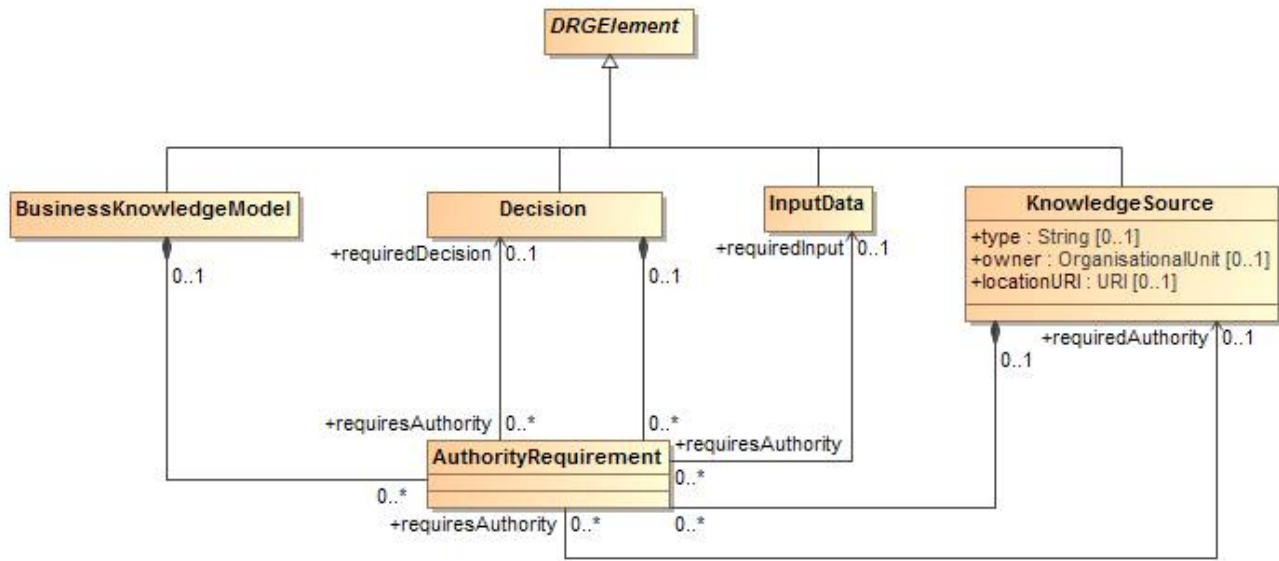 DRGElement
BusinessKnowledgeModel
Decision
InputData
KnowledgeSource
+type : String [0..1]
+owner : OrganisationalUnit [0..1]
+locationURI : URI [0..1]
0..1
+requiredDecision 0..1
0..1
+requiredInput 0..1
+requiredAuthority 0..1
0..1
+requiresAuthority 0..*
0..*
+requiresAuthority
AuthorityRequirement
0..*
0..*
+requiresAuthority 0..*
0..*